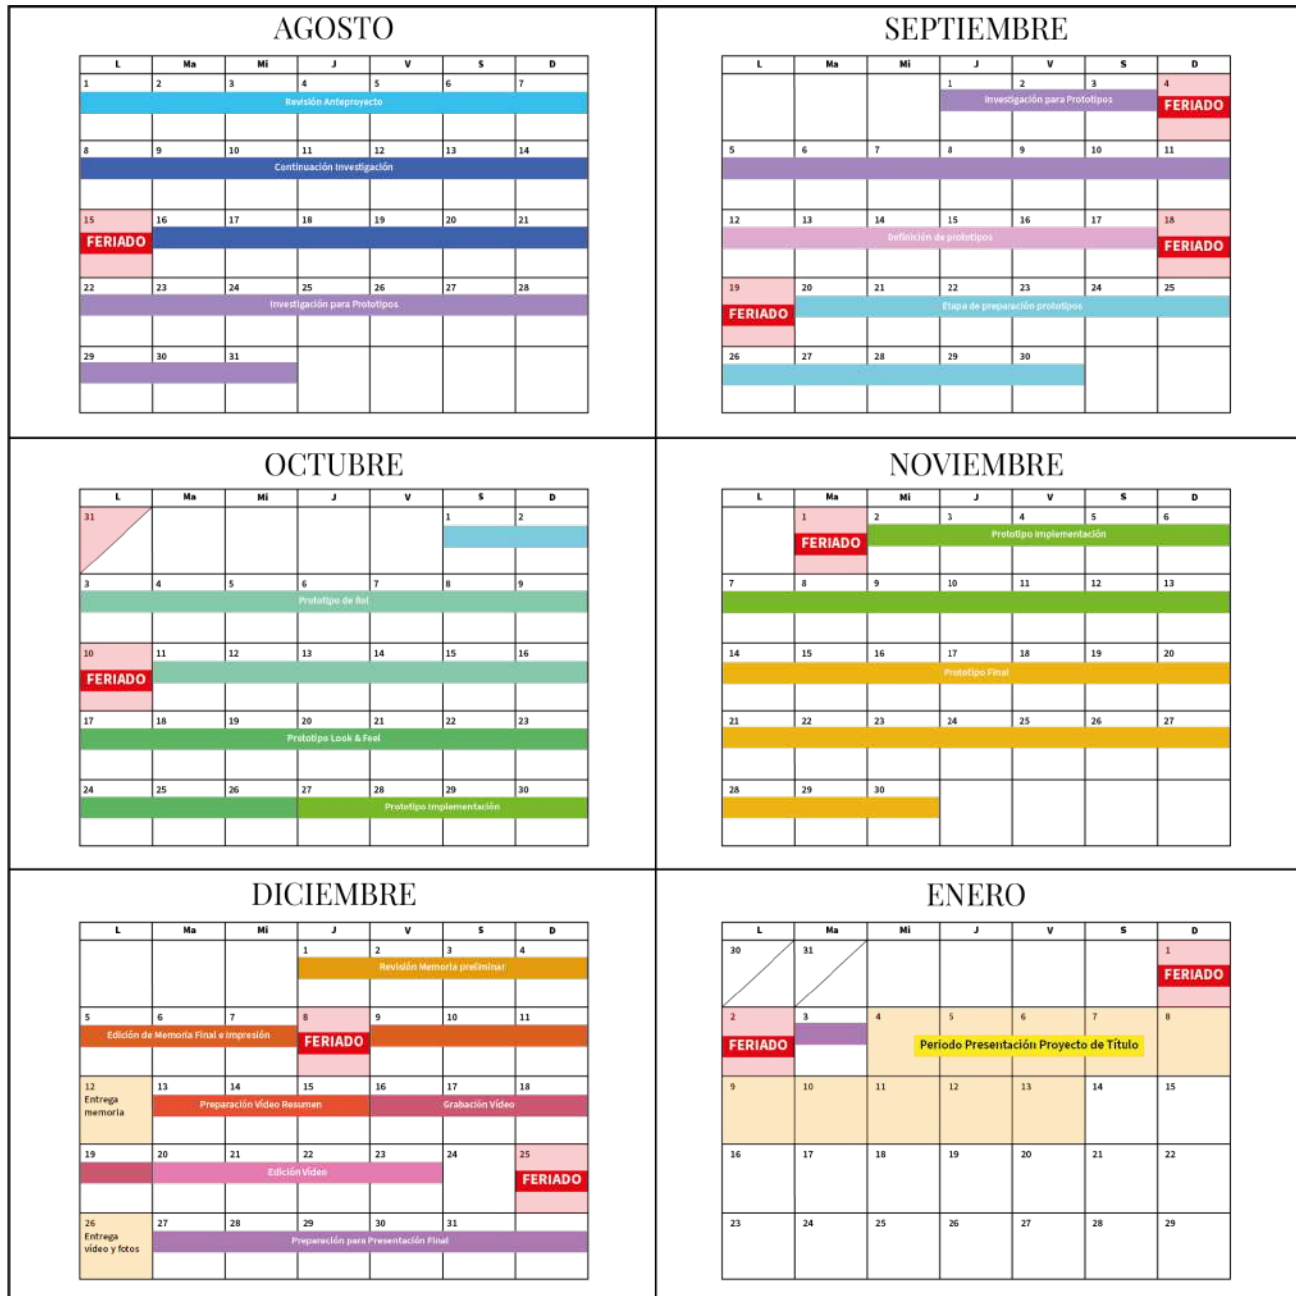 AGOSTO
L Ma Mi J V S D
1 2 3 4 5 6 7
Revisión Anteproyecto
8 9 10 11 12 13 14
Continuación Investigación
15 16 17 18 19 20 21
FERIADO
22 23 24 25 26 27 28
Investigación para Prototipos
29 30 31
SEPTIEMBRE
L Ma Mi J V S D
1 2 3 4
Investigación para Prototipos
FERIADO
5 6 7 8 9 10 11
12 13 14 15 16 17 18
Definición de prototipos
FERIADO
19 20 21 22 23 24 25
FERIADO
Etapa de preparación prototipos
26 27 28 29 30
OCTUBRE
L Ma Mi J V S D
31 1 2
3 4 5 6 7 8 9
Prototipo de Rol
10 11 12 13 14 15 16
FERIADO
17 18 19 20 21 22 23
Prototipo Look & Feel
24 25 26 27 28 29 30
Prototipo Implementación
NOVIEMBRE
L Ma Mi J V S D
1 2 3 4 5 6
FERIADO
Prototipo Implementación
7 8 9 10 11 12 13
14 15 16 17 18 19 20
Prototipo Final
21 22 23 24 25 26 27
28 29 30
DICIEMBRE
L Ma Mi J V S D
1 2 3 4
Revisión Memoria preliminar
5 6 7 8 9 10 11
Edición de Memoria Final e Impresión
FERIADO
12 13 14 15 16 17 18
Entrega
memoria
Preparación Vídeo Resumen
Grabación Vídeo
19 20 21 22 23 24 25
Edición Vídeo
FERIADO
26 27 28 29 30 31
Entrega
vídeo y fotos
Preparación para Presentación Final
ENERO
L Ma Mi J V S D
30 31 1
FERIADO
2 3 4 5 6 7 8
FERIADO
Período Presentación Proyecto de Título
9 10 11 12 13 14 15
16 17 18 19 20 21 22
23 24 25 26 27 28 29